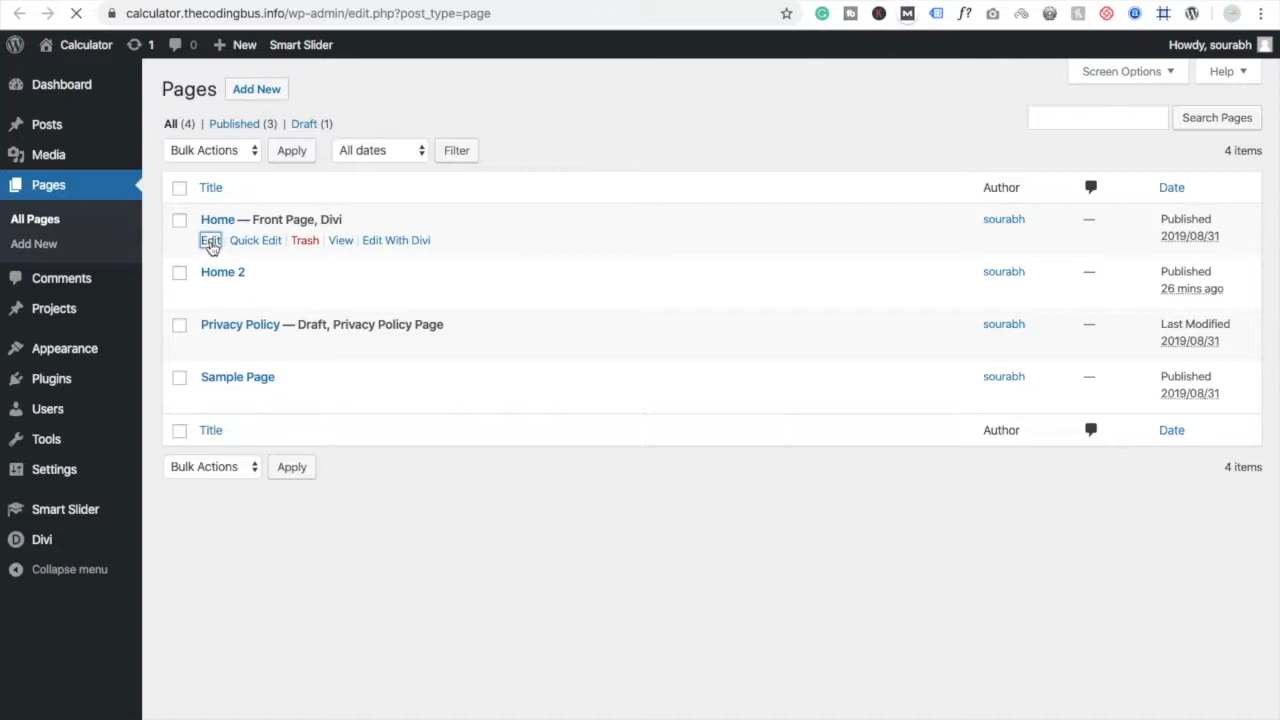 calculator.thecodingbus.info/wp-admin/edit.php?post_type=page
Calculator 1 0 New Smart Slider Howdy, sourabh
Dashboard
Posts
Media
Pages
All Pages
Add New
Comments
Projects
Appearance
Plugins
Users
Tools
Settings
Smart Slider
Divi
Collapse menu
Screen Options Help
Pages Add New
All (4) | Published (3) | Draft (1)
Search Pages
Bulk Actions Apply All dates Filter 4 items
Title Author Date
Home — Front Page, Divi sourabh — Published
2019/08/31
Edit | Quick Edit | Trash | View | Edit With Divi
Home 2 sourabh — Published
26 mins ago
Privacy Policy — Draft, Privacy Policy Page sourabh — Last Modified
2019/08/31
Sample Page sourabh — Published
2019/08/31
Title Author Date
Bulk Actions Apply 4 items